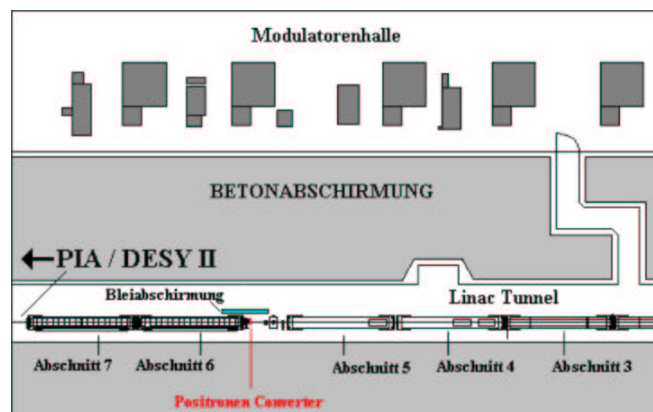 Modulatorenhalle
BETONABSCHIRMUNG
PIA / DESY II
Bleiabschirmung
Linac Tunnel
Abschnitt 7
Abschnitt 6
Abschnitt 5
Abschnitt 4
Abschnitt 3
Positronen Converter